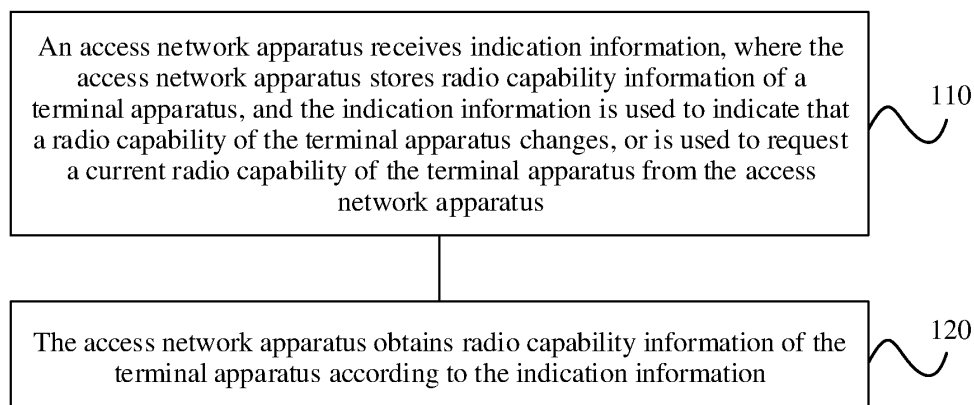 An access network apparatus receives indication information, where the
access network apparatus stores radio capability information of a
terminal apparatus, and the indication information is used to indicate that
a radio capability of the terminal apparatus changes, or is used to request
a current radio capability of the terminal apparatus from the access
network apparatus
110
The access network apparatus obtains radio capability information of the
terminal apparatus according to the indication information
120